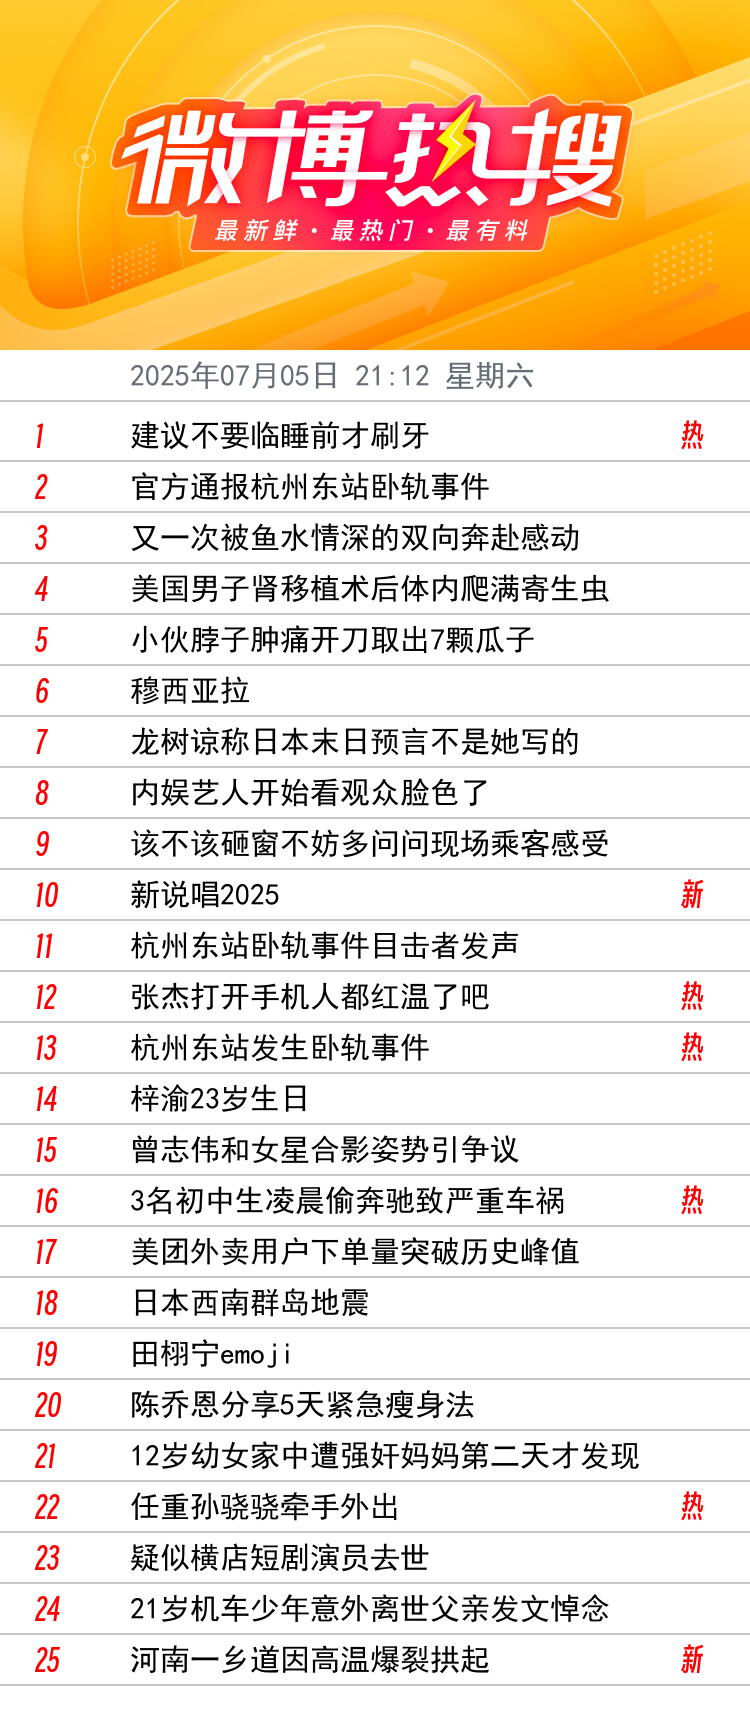 微博热搜
最新鲜·最热门·最有料
2025年07月05日 21:12 星期六
1 建议不要临睡前才刷牙 热
2 官方通报杭州东站卧轨事件
3 又一次被鱼水情深的双向奔赴感动
4 美国男子肾移植术后体内爬满寄生虫
5 小伙脖子肿痛开刀取出7颗瓜子
6 穆西亚拉
7 龙树谅称日本末日预言不是她写的
8 内娱艺人开始看观众脸色了
9 该不该砸窗不妨多问问现场乘客感受
10 新说唱2025 新
11 杭州东站卧轨事件目击者发声
12 张杰打开手机人都红温了吧 热
13 杭州东站发生卧轨事件 热
14 梓渝23岁生日
15 曾志伟和女星合影姿势引争议
16 3名初中生凌晨偷奔驰致严重车祸 热
17 美团外卖用户下单量突破历史峰值
18 日本西南群岛地震
19 田栩宁emoji
20 陈乔恩分享5天紧急瘦身法
21 12岁幼女家中遭强奸妈妈第二天才发现
22 任重孙骁骁牵手外出 热
23 疑似横店短剧演员去世
24 21岁机车少年意外离世父亲发文悼念
25 河南一乡道因高温爆裂拱起 新